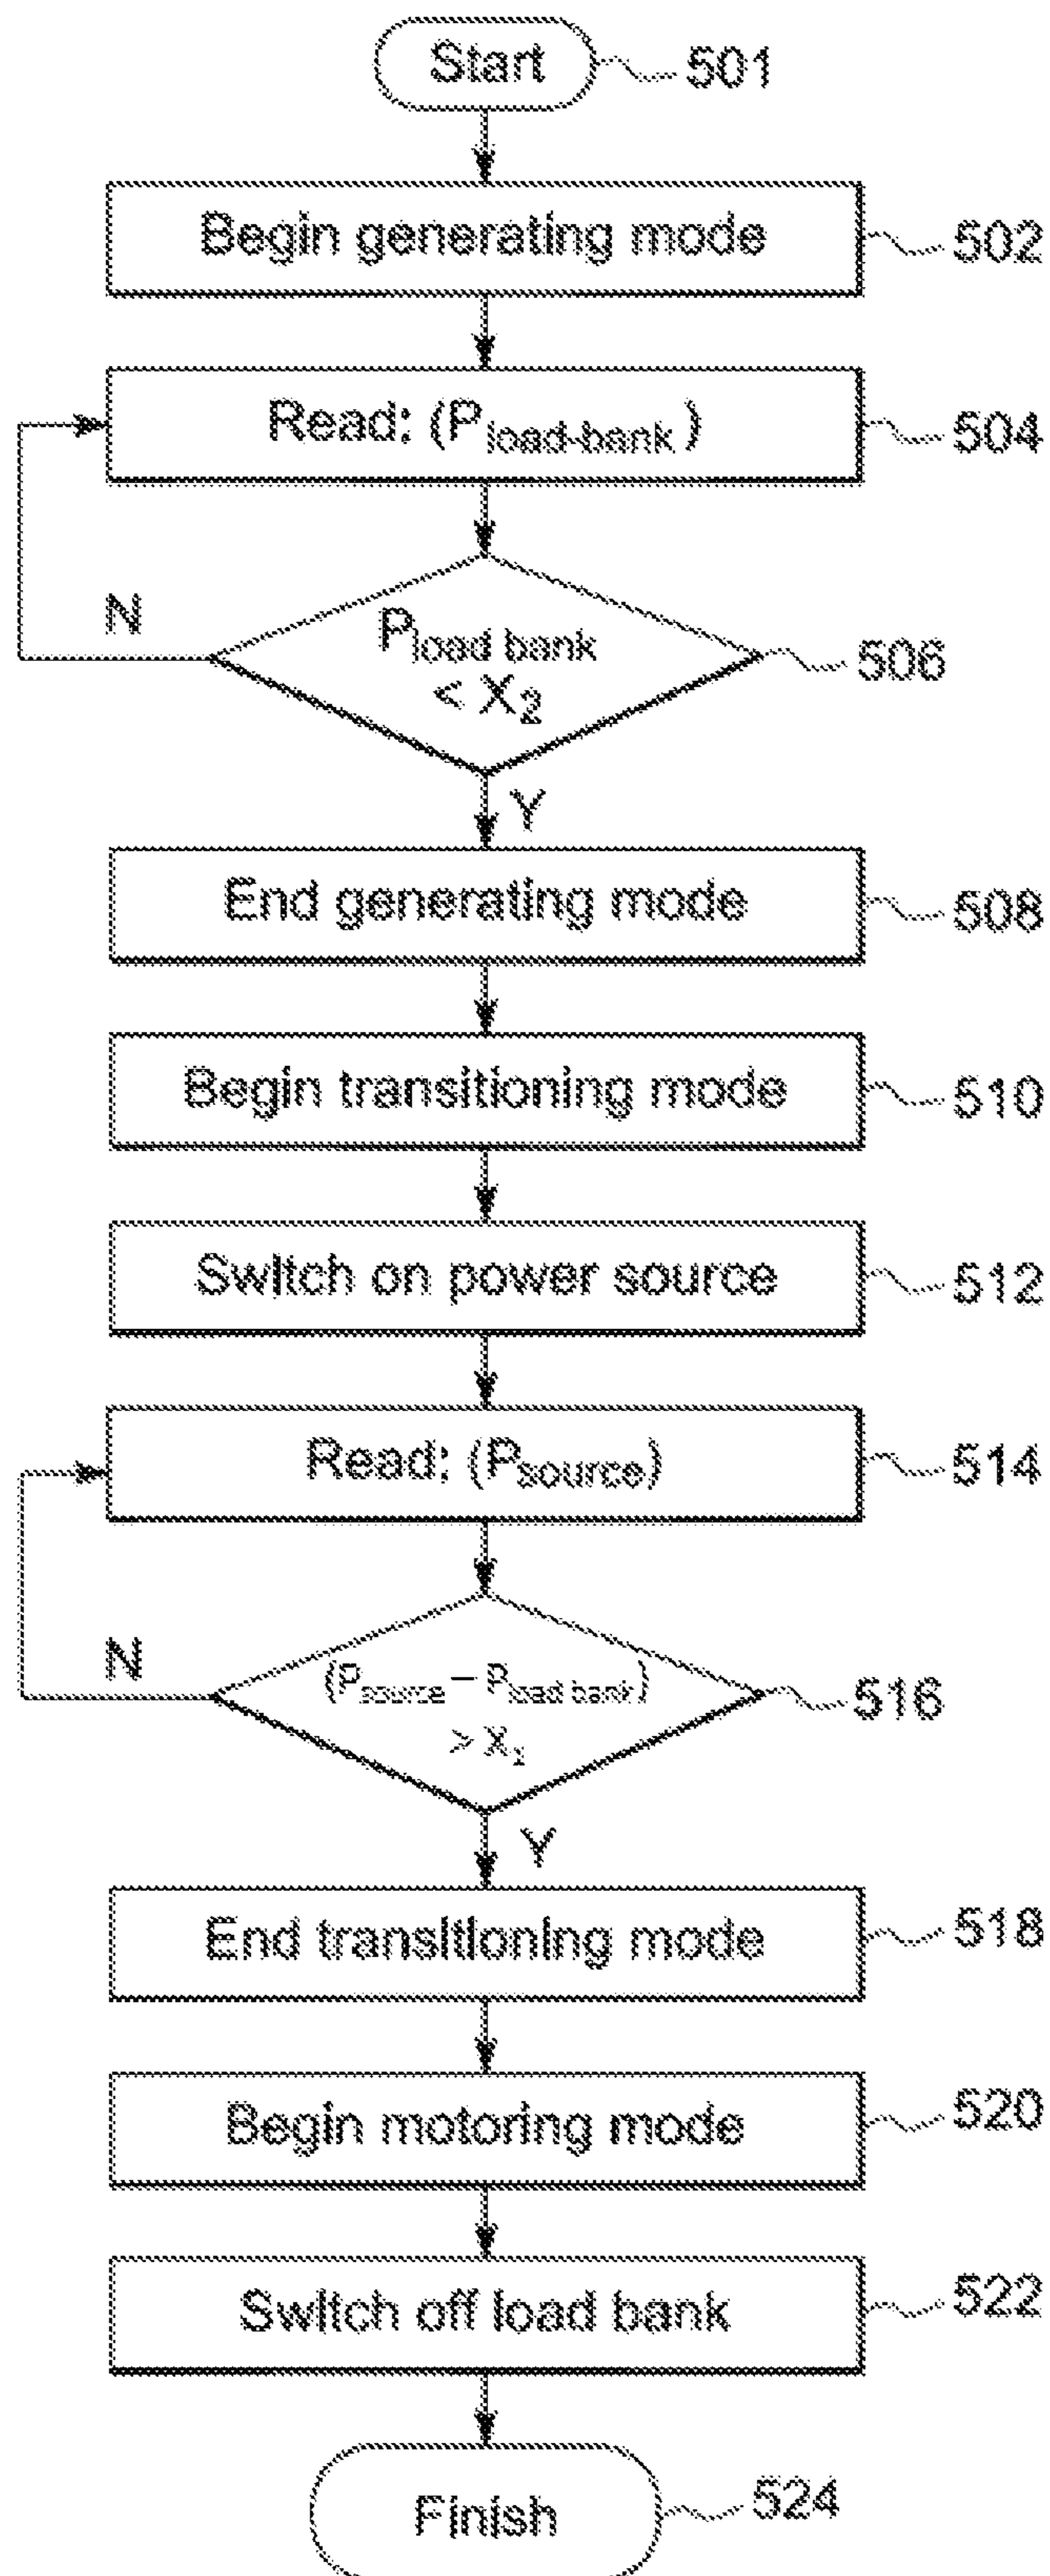 Start
501
Begin generating mode
502
Read: (Pload-bank)
504
N
Pload bank
< X2
506
Y
End generating mode
508
Begin transitioning mode
510
Switch on power source
512
Read: (Psource)
514
N
(Psource – Pload bank)
> X1
516
Y
End transitioning mode
518
Begin motoring mode
520
Switch off load bank
522
Finish
524